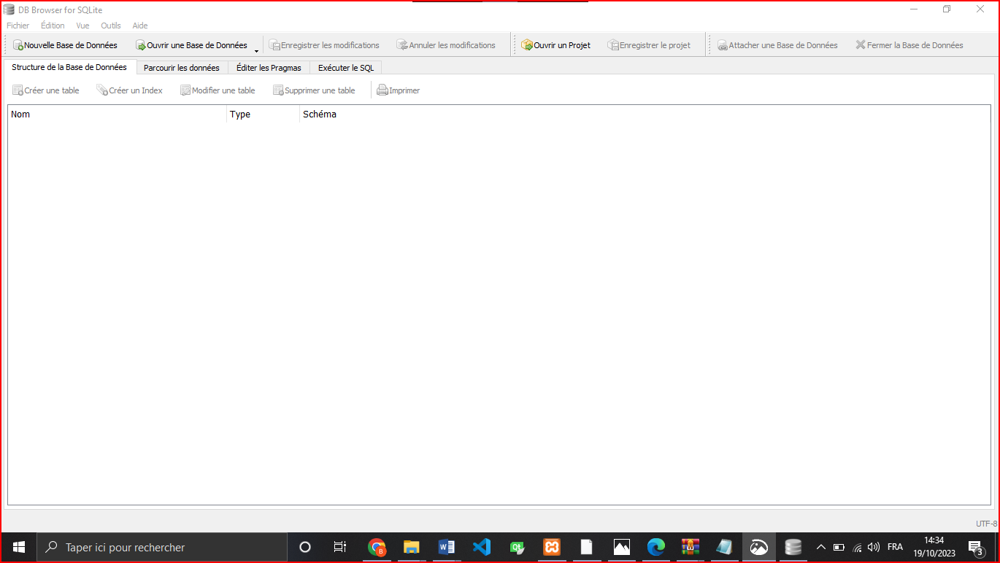 DB Browser for SQLite
Fichier Édition Vue Outils Aide
Nouvelle Base de Données Ouvrir une Base de Données Enregistrer les modifications Annuler les modifications Ouvrir un Projet Enregistrer le projet Attacher une Base de Données Fermer la Base de Données
Structure de la Base de Données Parcourir les données Éditer les Pragmas Exécuter le SQL
Créer une table Créer un Index Modifier une table Supprimer une table Imprimer
Nom Type Schéma
UTF-8
Taper ici pour rechercher FRA 14:34
19/10/2023 3